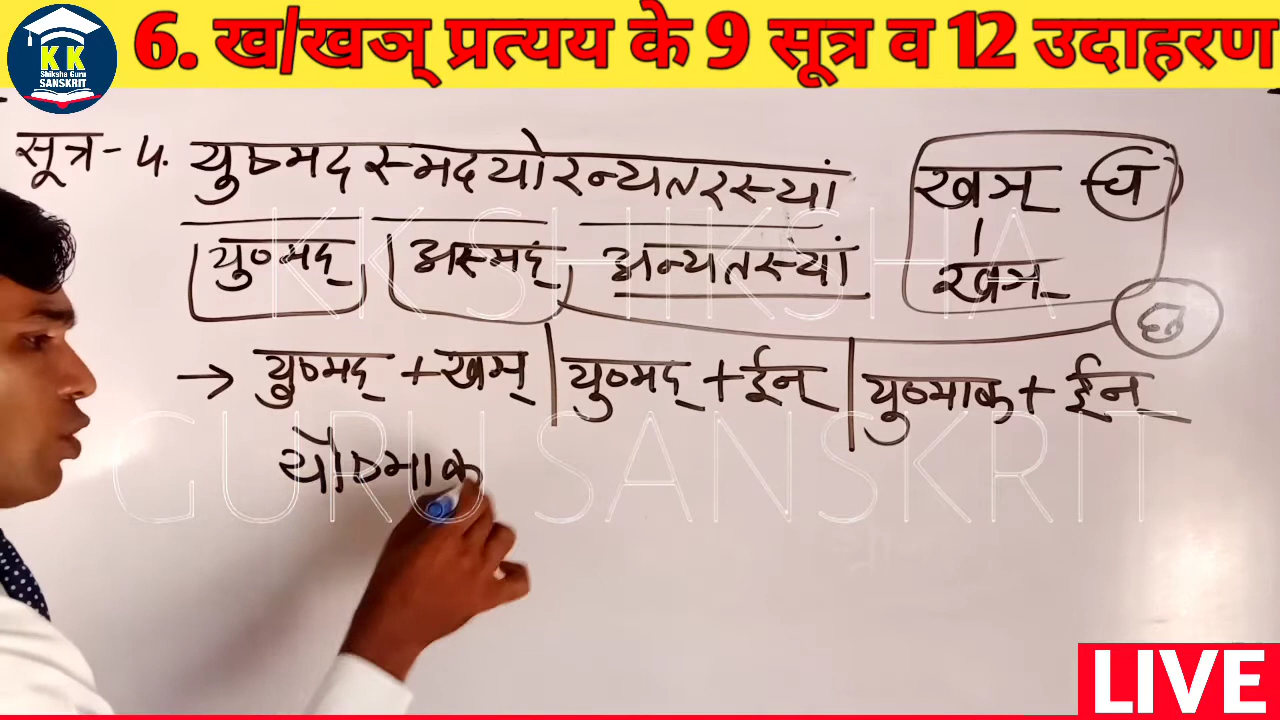 6. ख/खञ् प्रत्यय के 9 सूत्र व 12 उदाहरण
KK
Shiksha Guru
SANSKRIT
सूत्र - 4. युष्मदस्मदयोरन्यतरस्यां
खञ् - च
युष्मद् अस्मद् अन्यतस्यां
खञ्
छ
→ युष्मद् + खञ् | युष्मद् + ईन् | युष्माक् + ईन्
यौष्माक
KK SHIKSHA
GURU SANSKRIT
LIVE